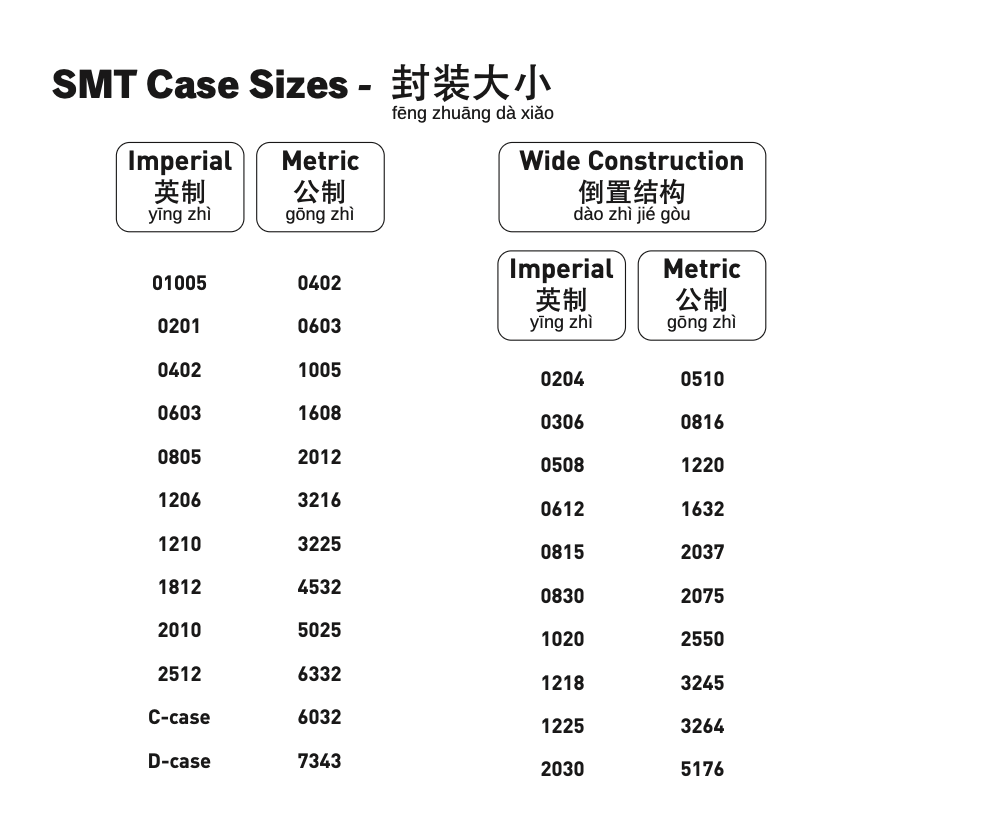 SMT Case Sizes - 封装大小
fēng zhuāng dà xiǎo
Imperial
英制
yīng zhì
Metric
公制
gōng zhì
01005 0402
0201 0603
0402 1005
0603 1608
0805 2012
1206 3216
1210 3225
1812 4532
2010 5025
2512 6332
C-case 6032
D-case 7343
Wide Construction
倒置结构
dào zhì jié gòu
Imperial
英制
yīng zhì
Metric
公制
gōng zhì
0204 0510
0306 0816
0508 1220
0612 1632
0815 2037
0830 2075
1020 2550
1218 3245
1225 3264
2030 5176